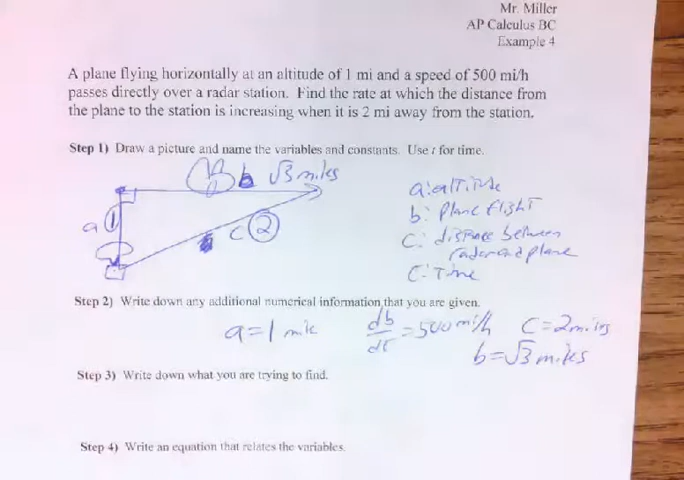 Mr. Miller
AP Calculus BC
Example 4
A plane flying horizontally at an altitude of 1 mi and a speed of 500 mi/h
passes directly over a radar station. Find the rate at which the distance from
the plane to the station is increasing when it is 2 mi away from the station.
Step 1) Draw a picture and name the variables and constants. Use t for time.
b √3 miles
a 1
c 2
a: altitude
b: plane flight
C: distance between
radar and plane
t: Time
Step 2) Write down any additional numerical information that you are given.
a = 1 mile db/dt = 500 mi/h C = 2 miles
b = √3 miles
Step 3) Write down what you are trying to find.
Step 4) Write an equation that relates the variables.